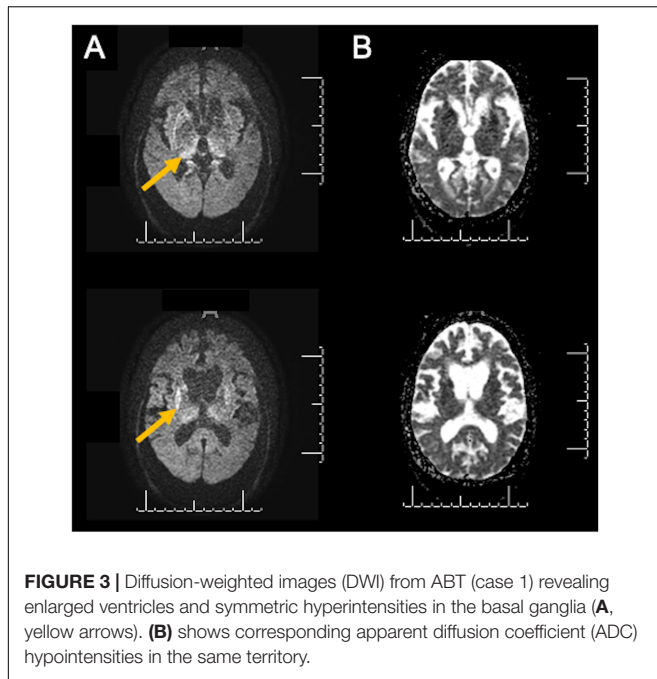 A
B
FIGURE 3 | Diffusion-weighted images (DWI) from ABT (case 1) revealing
enlarged ventricles and symmetric hyperintensities in the basal ganglia (A,
yellow arrows). (B) shows corresponding apparent diffusion coefficient (ADC)
hypointensities in the same territory.